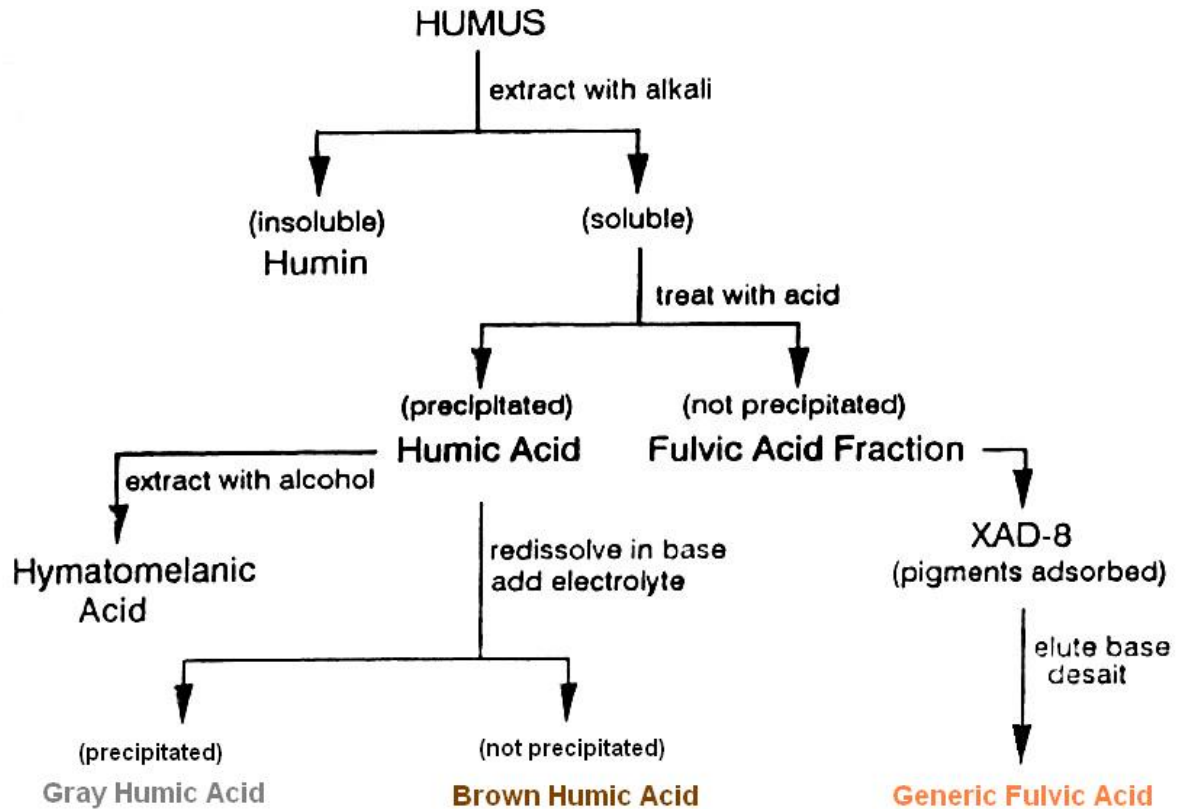 HUMUS
extract with alkali
(insoluble)
Humin
(soluble)
treat with acid
(precipitated)
Humic Acid
(not precipitated)
Fulvic Acid Fraction
extract with alcohol
Hymatomelanic
Acid
redissolve in base
add electrolyte
XAD-8
(pigments adsorbed)
elute base
desait
(precipitated)
Gray Humic Acid
(not precipitated)
Brown Humic Acid
Generic Fulvic Acid